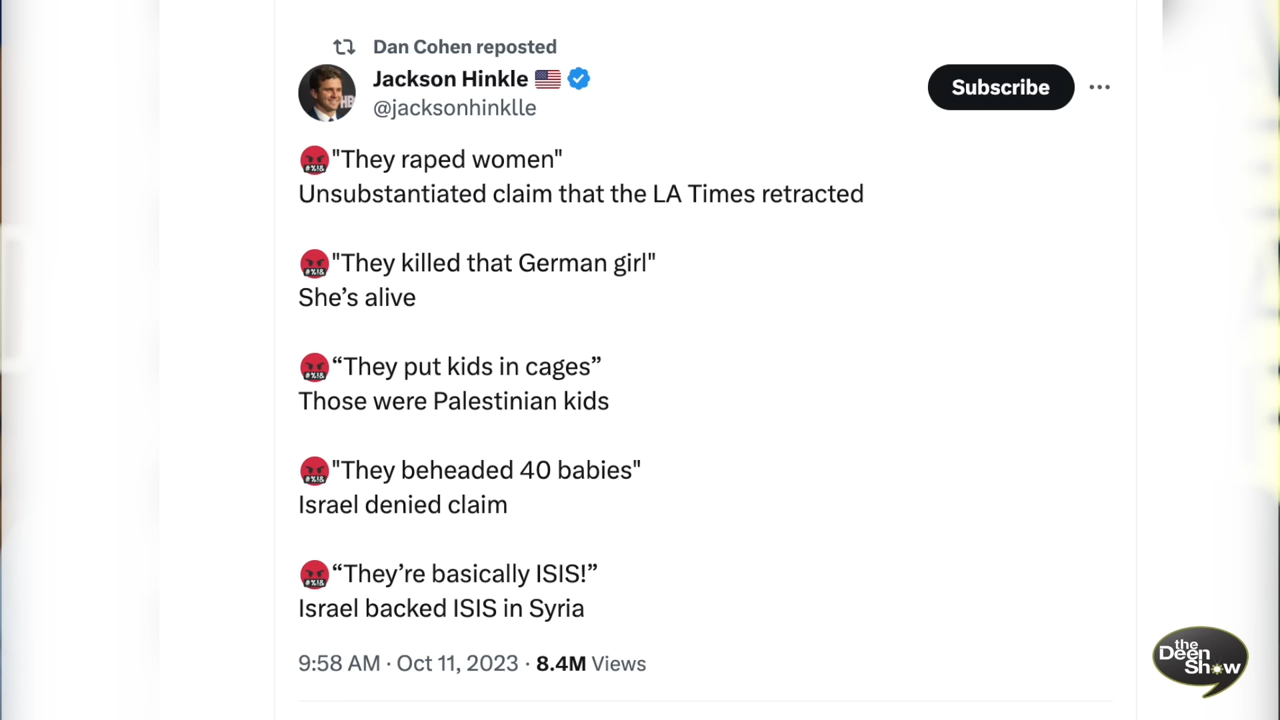 Dan Cohen reposted
Jackson Hinkle 🇺🇸
@jacksonhinklle
Subscribe
🤬"They raped women"
Unsubstantiated claim that the LA Times retracted
🤬"They killed that German girl"
She’s alive
🤬“They put kids in cages”
Those were Palestinian kids
🤬"They beheaded 40 babies"
Israel denied claim
🤬“They’re basically ISIS!”
Israel backed ISIS in Syria
9:58 AM · Oct 11, 2023 · 8.4M Views
the
Deen
Show